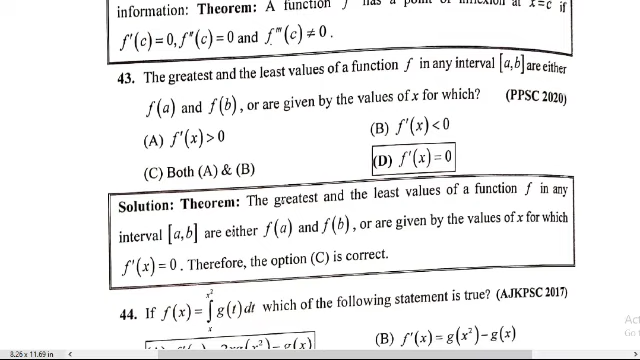 information: Theorem: A function f has a point of inflexion at x=c if
f'(c)=0, f"(c)=0 and f'''(c)≠0.
43. The greatest and the least values of a function f in any interval [a,b] are either
f(a) and f(b), or are given by the values of x for which? (PPSC 2020)
(A) f'(x)>0 (B) f'(x)<0
(C) Both (A) & (B) (D) f'(x)=0
Solution: Theorem: The greatest and the least values of a function f in any
interval [a,b] are either f(a) and f(b), or are given by the values of x for which
f'(x)=0. Therefore, the option (C) is correct.
44. If f(x)=∫ₓ^(x²) g(t)dt which of the following statement is true? (AJKPSC 2017)
(B) f'(x)=g(x²)−g(x)
8.26 x 11.69 in